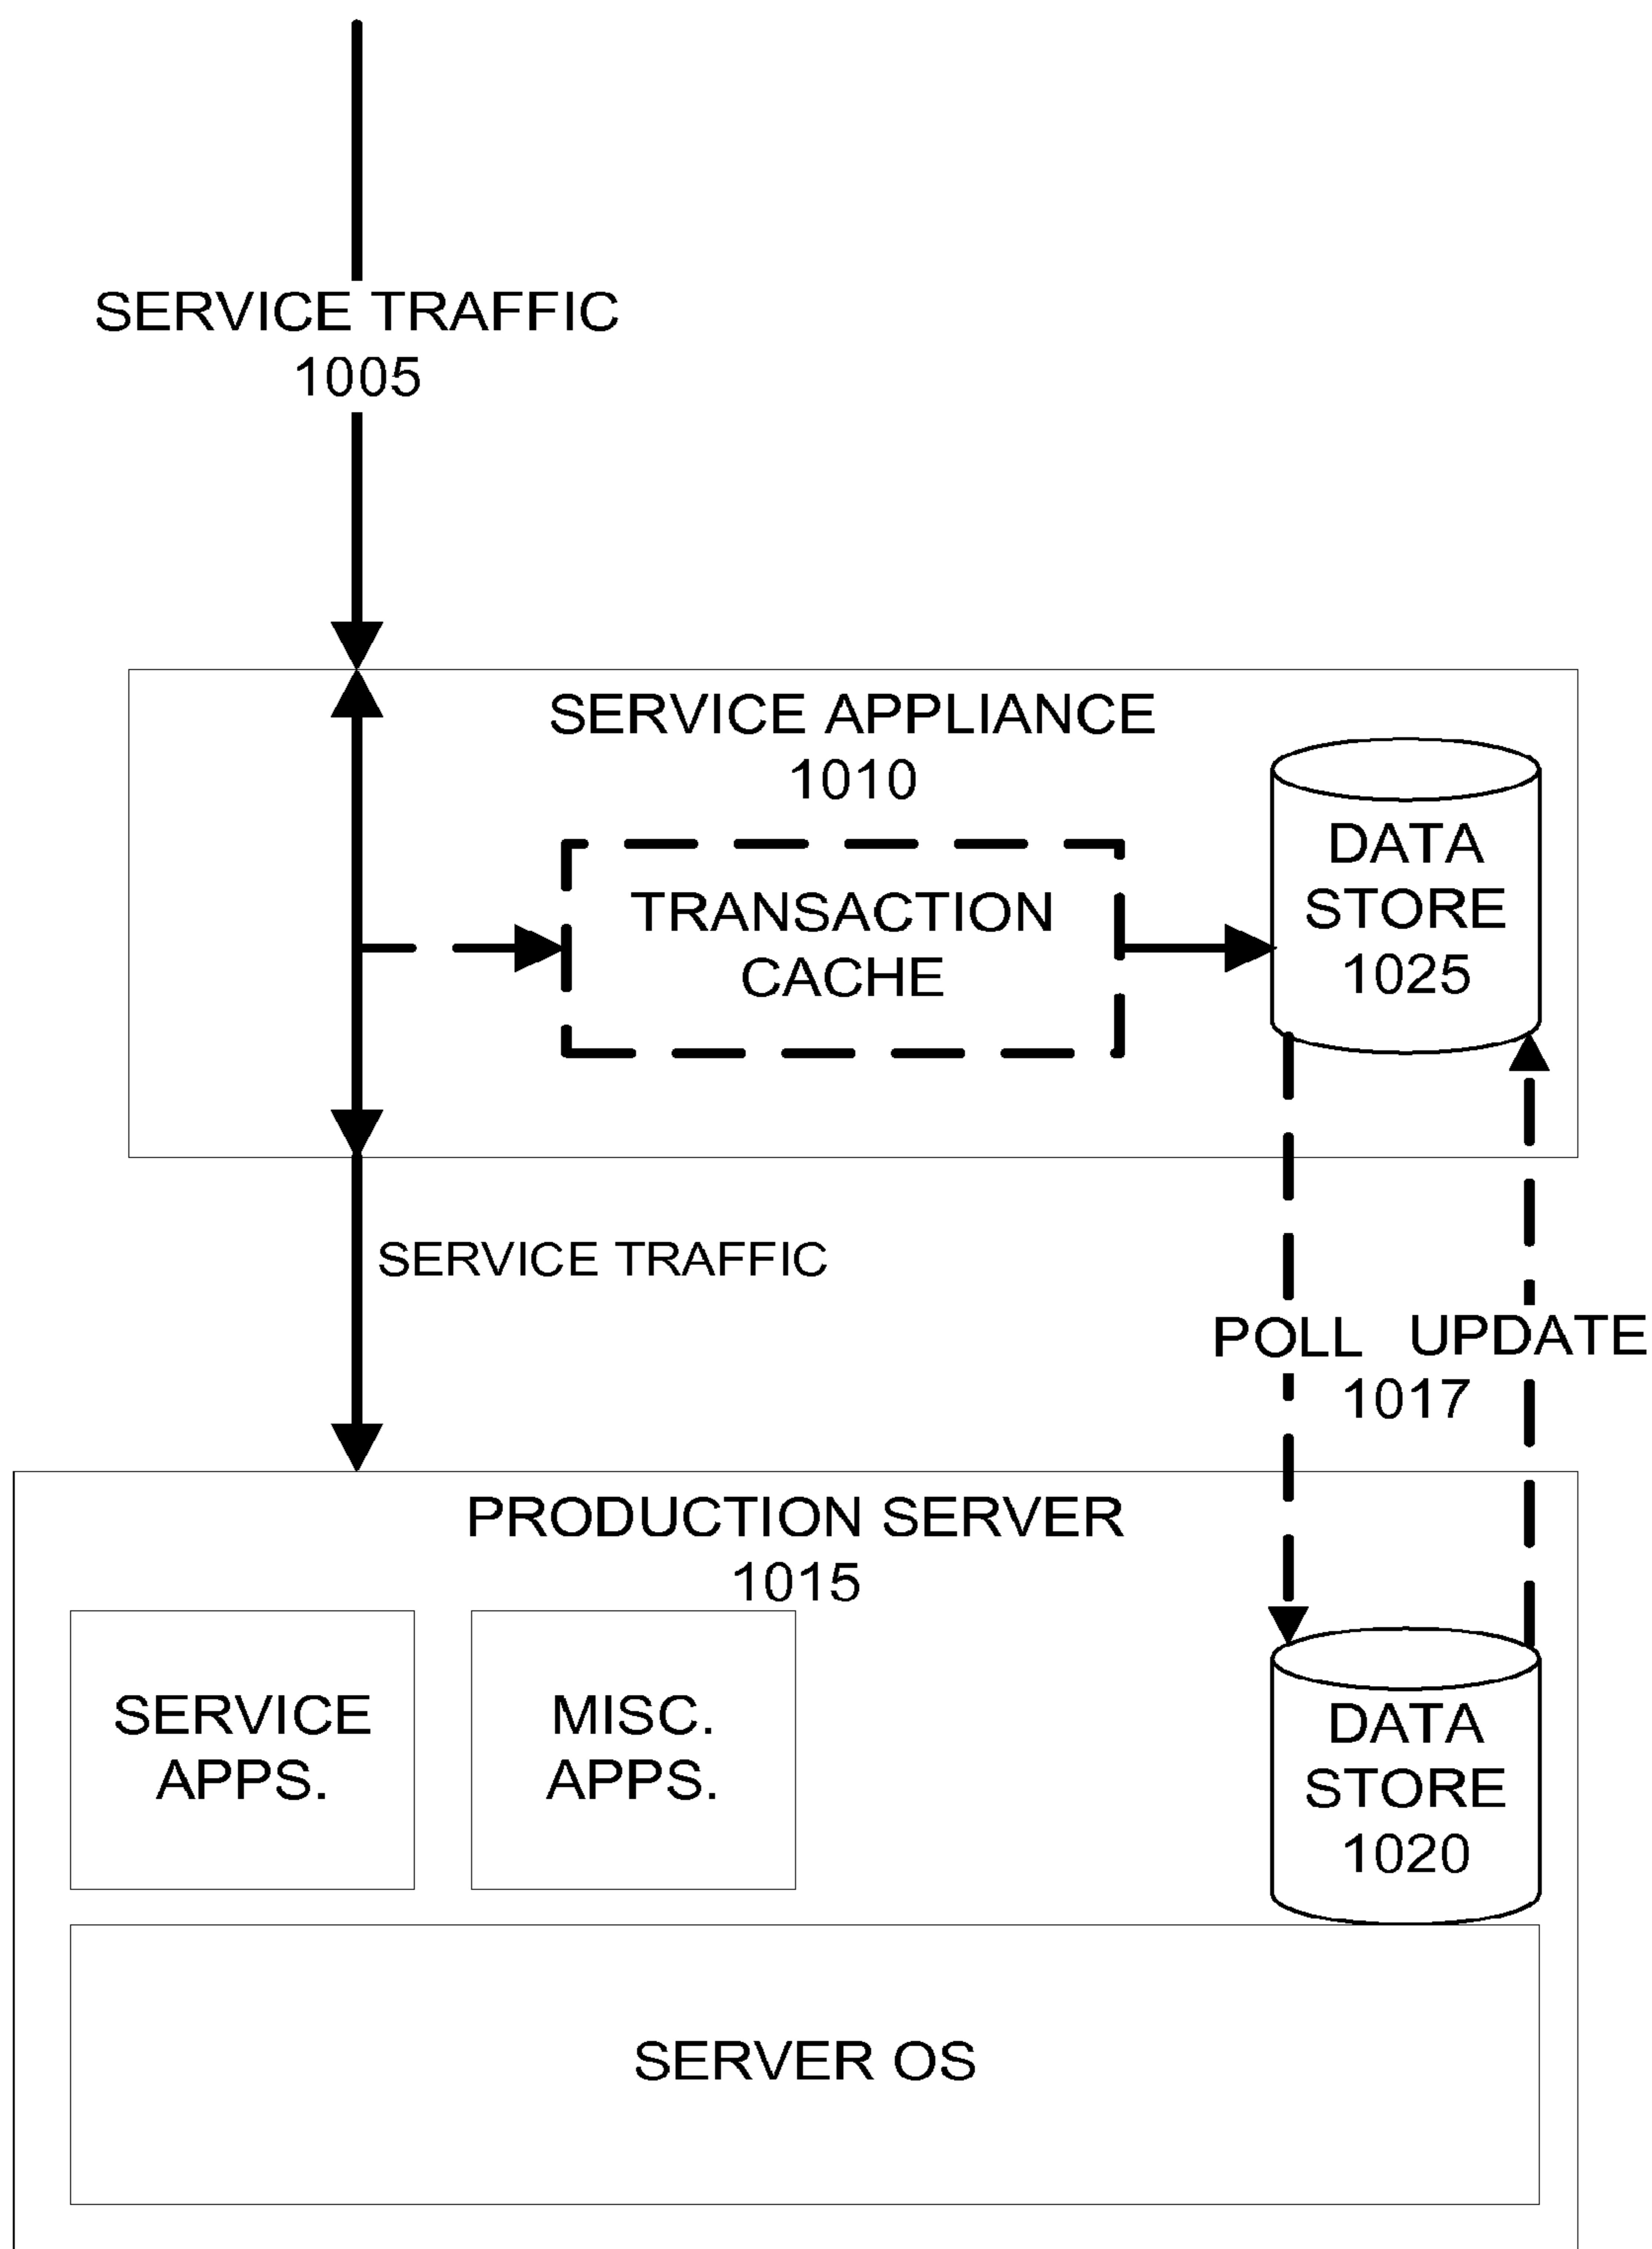 SERVICE TRAFFIC
1005
SERVICE APPLIANCE
1010
TRANSACTION
CACHE
DATA
STORE
1025
SERVICE TRAFFIC
POLL UPDATE
1017
PRODUCTION SERVER
1015
SERVICE
APPS.
MISC.
APPS.
DATA
STORE
1020
SERVER OS